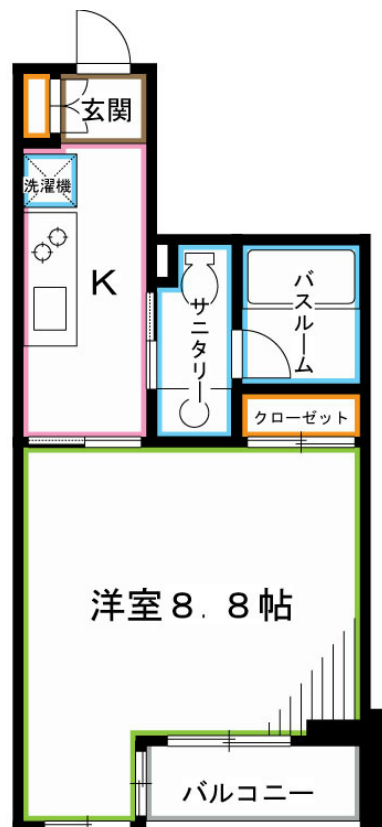 玄関
洗濯機
K
サニタリー
バスルーム
クローゼット
洋室8.8帖
バルコニー